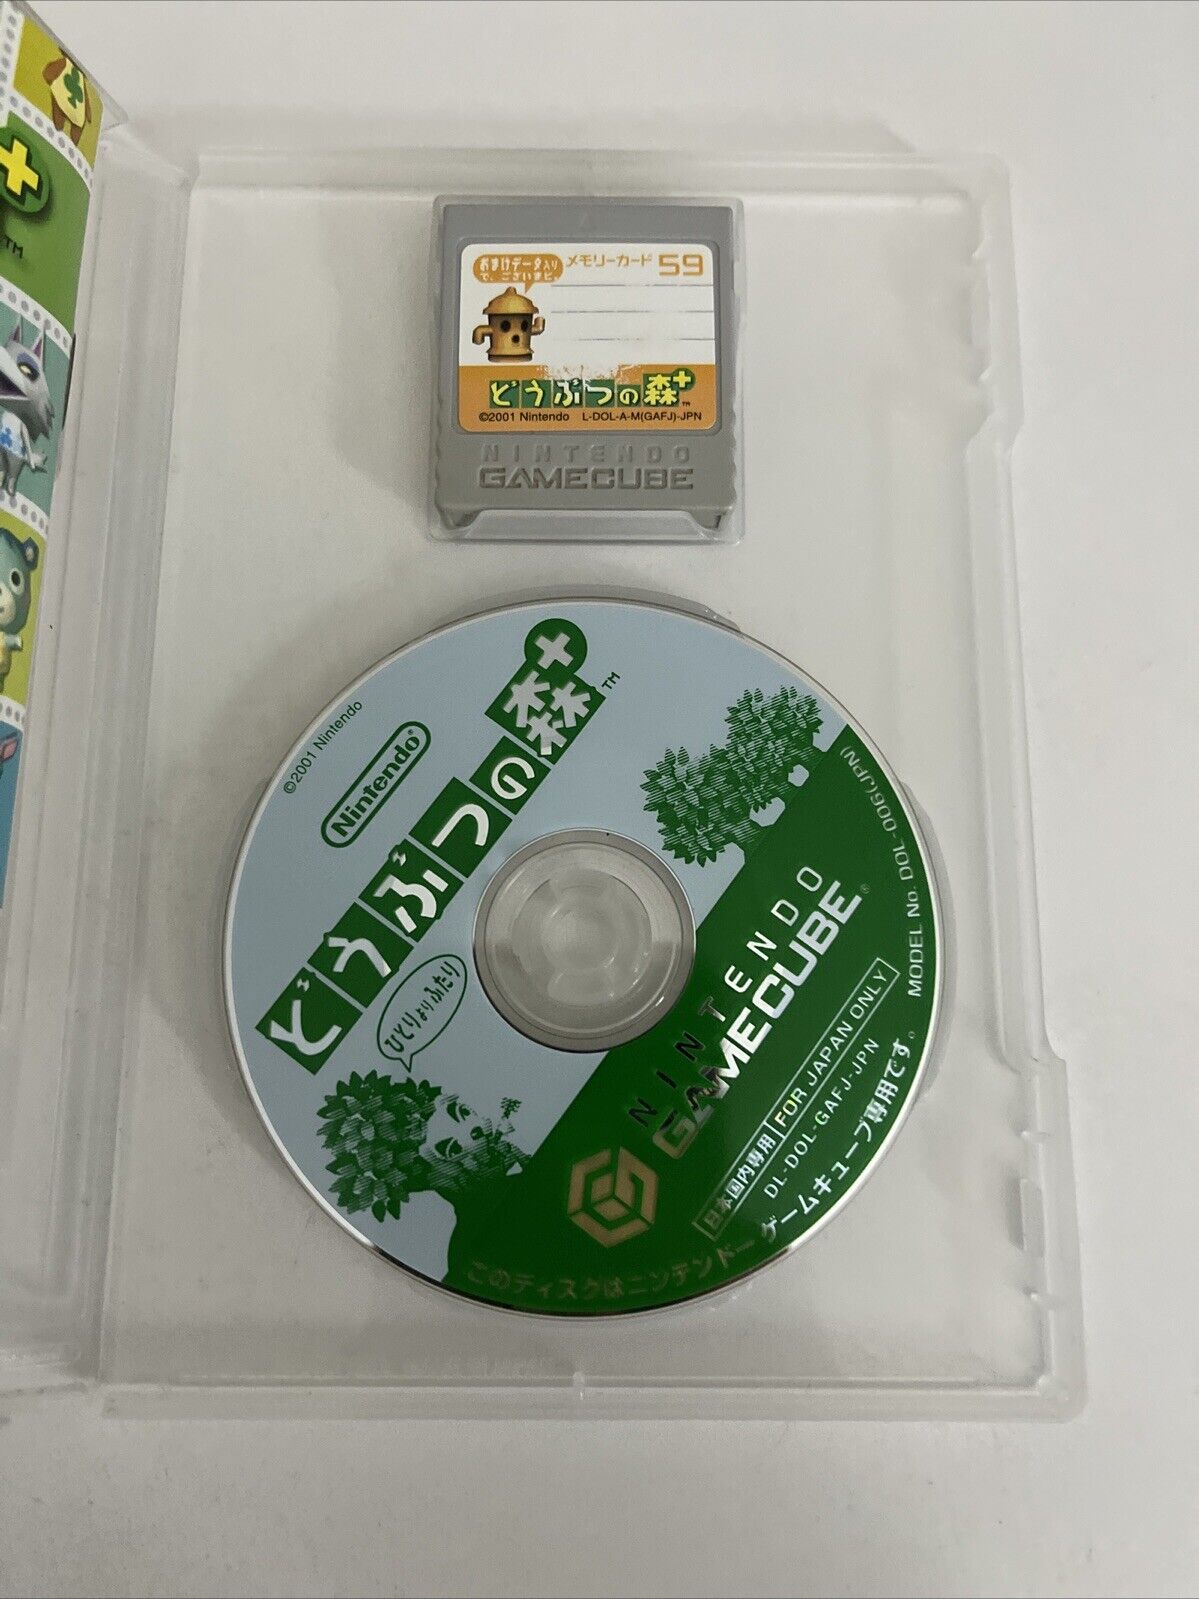 TM
おまけデータ入り
で、ございまピ。
メモリーカード 59
どうぶつの森+™
©2001 Nintendo L-DOL-A-M(GAFJ)-JPN
NINTENDO
GAMECUBE
©2001 Nintendo
Nintendo®
どうぶつの森+™
ひとりよりふたり
NINTENDO
GAMECUBE®
日本国内専用 FOR JAPAN ONLY
DL-DOL-GAFJ-JPN
MODEL No. DOL-006(JPN)
このディスクはニンテンドーゲームキューブ専用です。